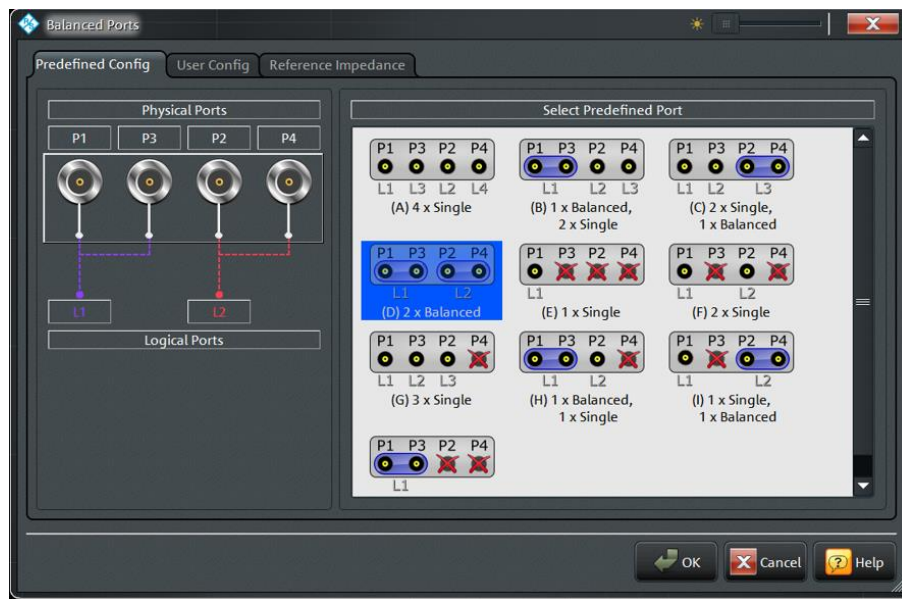 Balanced Ports
Predefined Config User Config Reference Impedance
Physical Ports
P1 P3 P2 P4
L1 L2
Logical Ports
Select Predefined Port
P1 P3 P2 P4
L1 L3 L2 L4
(A) 4 x Single
P1 P3 P2 P4
L1 L2 L3
(B) 1 x Balanced,
2 x Single
P1 P3 P2 P4
L1 L2 L3
(C) 2 x Single,
1 x Balanced
P1 P3 P2 P4
L1 L2
(D) 2 x Balanced
P1 P3 P2 P4
L1
(E) 1 x Single
P1 P3 P2 P4
L1 L2
(F) 2 x Single
P1 P3 P2 P4
L1 L2 L3
(G) 3 x Single
P1 P3 P2 P4
L1 L2
(H) 1 x Balanced,
1 x Single
P1 P3 P2 P4
L1 L2
(I) 1 x Single,
1 x Balanced
P1 P3 P2 P4
L1
OK Cancel Help